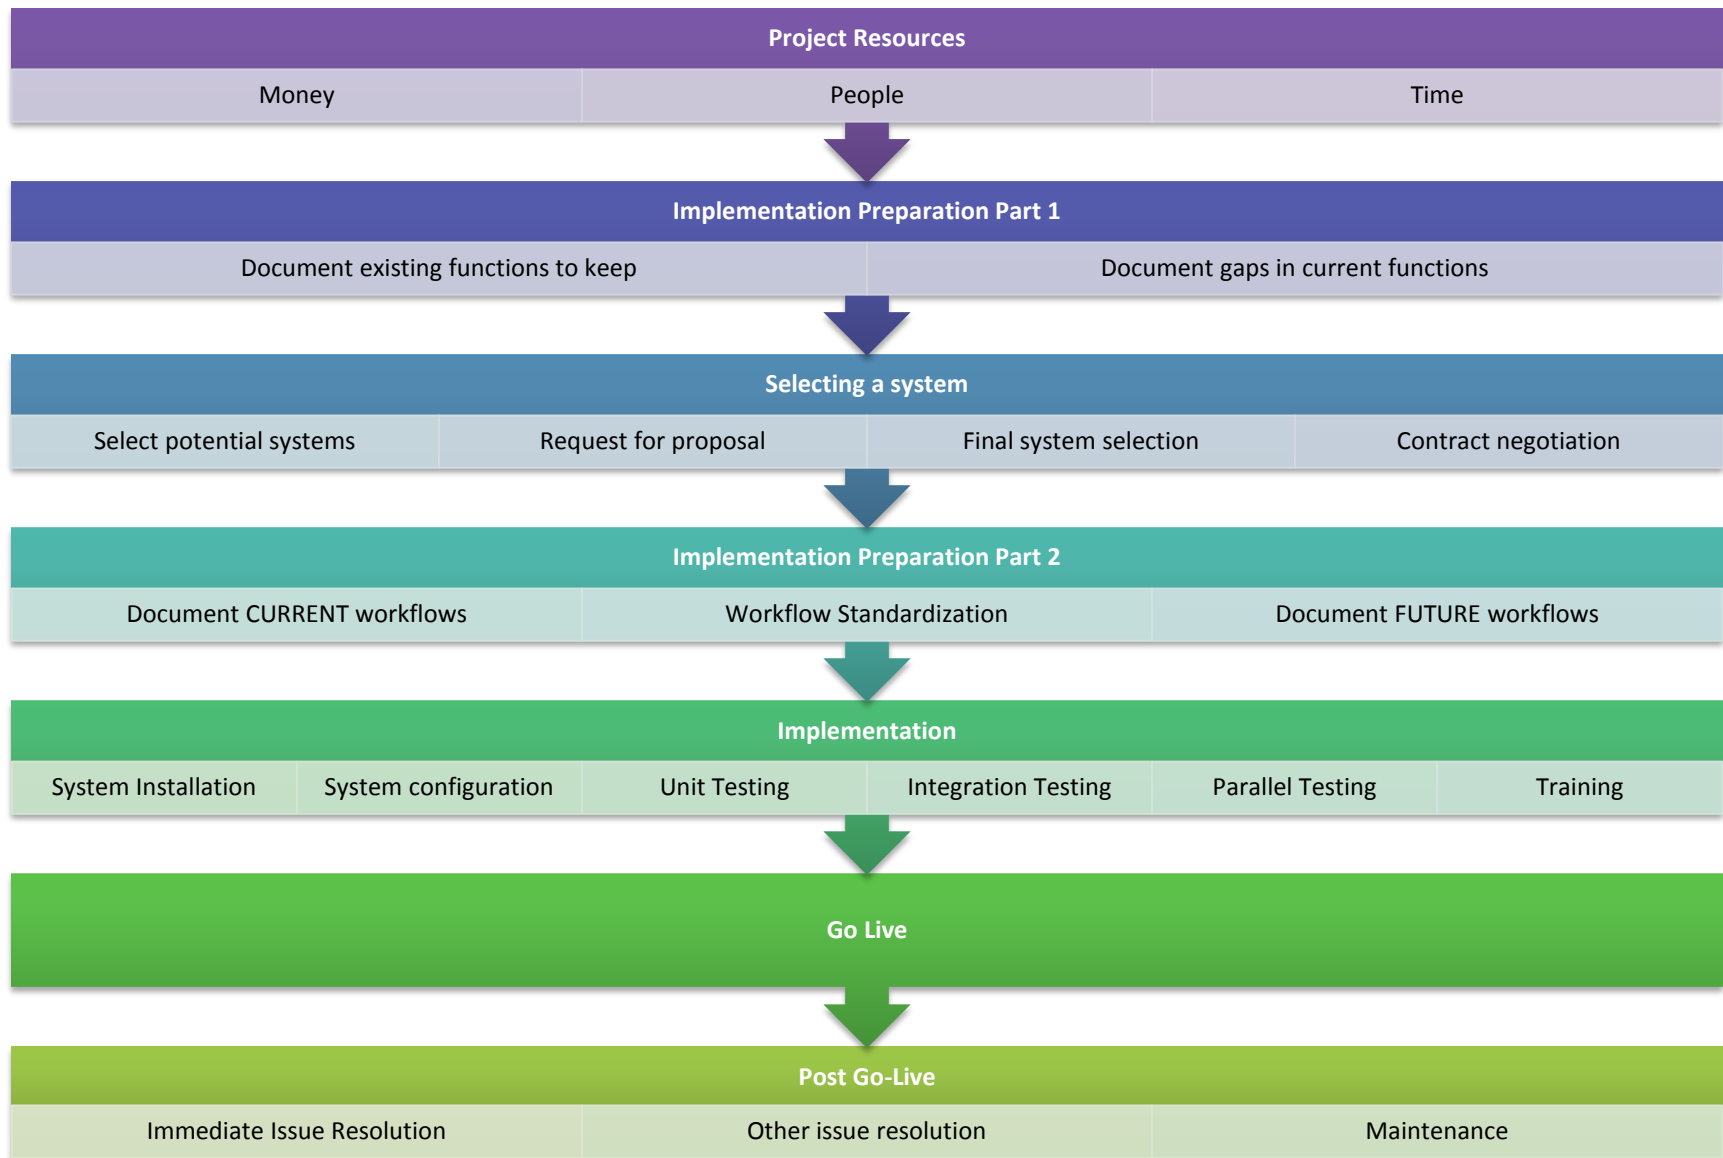 Project Resources
Money People Time
Implementation Preparation Part 1
Document existing functions to keep Document gaps in current functions
Selecting a system
Select potential systems Request for proposal Final system selection Contract negotiation
Implementation Preparation Part 2
Document CURRENT workflows Workflow Standardization Document FUTURE workflows
Implementation
System Installation System configuration Unit Testing Integration Testing Parallel Testing Training
Go Live
Post Go-Live
Immediate Issue Resolution Other issue resolution Maintenance